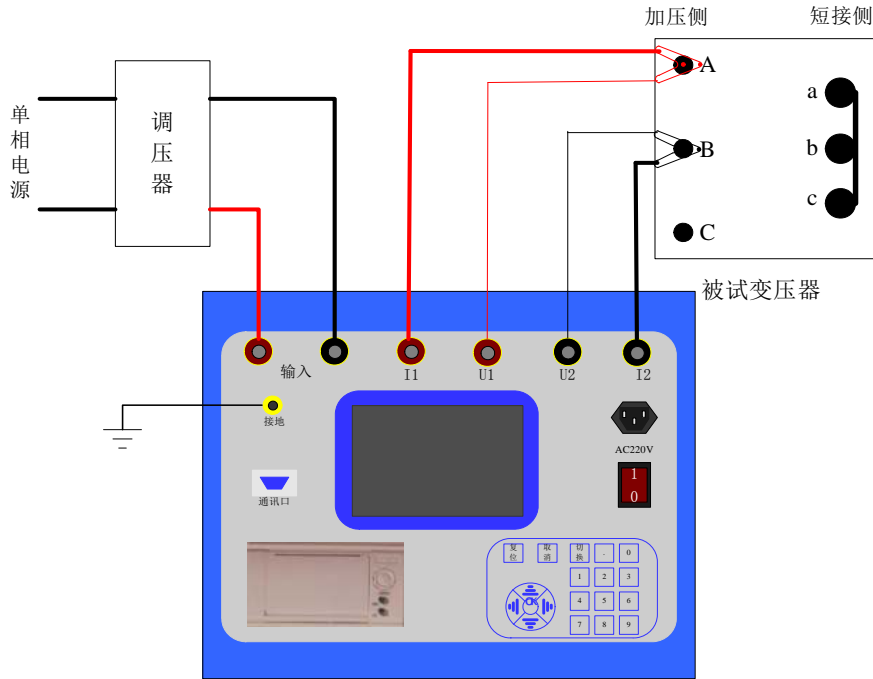 加压侧
短接侧
单相电源
调压器
A
B
C
a
b
c
被试变压器
输入
I1
U1
U2
I2
接地
AC220V
通讯口
1
0
复位
取消
切换
.
0
1
2
3
4
5
6
7
8
9